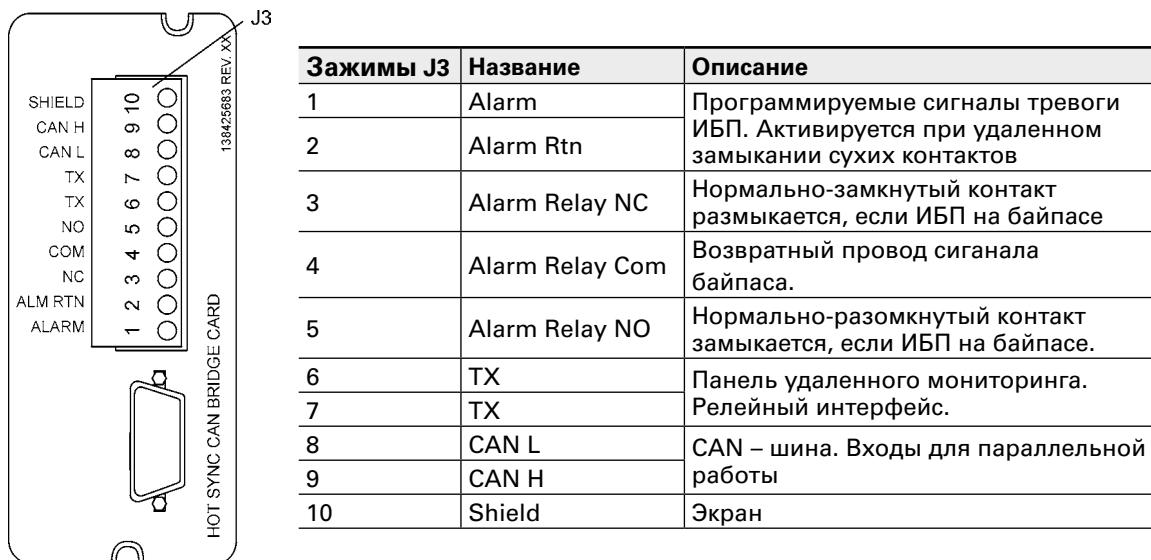 J3
138425683 REV. XX
SHIELD 10
CAN H 9
CAN L 8
TX 7
TX 6
NO 5
COM 4
NC 3
ALM RTN 2
ALARM 1
HOT SYNC CAN BRIDGE CARD
Зажимы J3 Название Описание
1 Alarm Программируемые сигналы тревоги
ИБП. Активируется при удаленном
2 Alarm Rtn замыкании сухих контактов
3 Alarm Relay NC Нормально-замкнутый контакт
размыкается, если ИБП на байпасе
4 Alarm Relay Com Возвратный провод сиганала
байпаса.
5 Alarm Relay NO Нормально-разомкнутый контакт
замыкается, если ИБП на байпасе.
6 TX Панель удаленного мониторинга.
7 TX Релейный интерфейс.
8 CAN L CAN – шина. Входы для параллельной
9 CAN H работы
10 Shield Экран